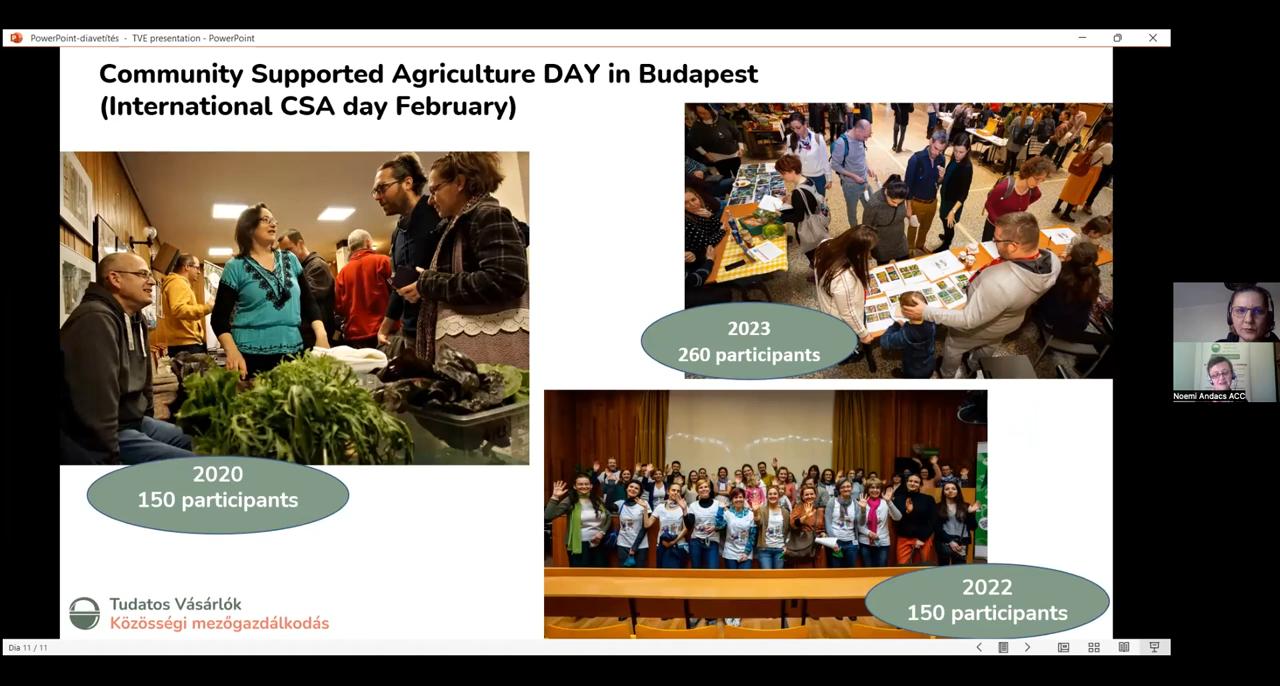 PowerPoint-diavetítés - TVE presentation - PowerPoint
Community Supported Agriculture DAY in Budapest
(International CSA day February)
2023
260 participants
2020
150 participants
2022
150 participants
Tudatos Vásárlók
Közösségi mezőgazdálkodás
Noemi Andacs ACC
Dia 11 / 11